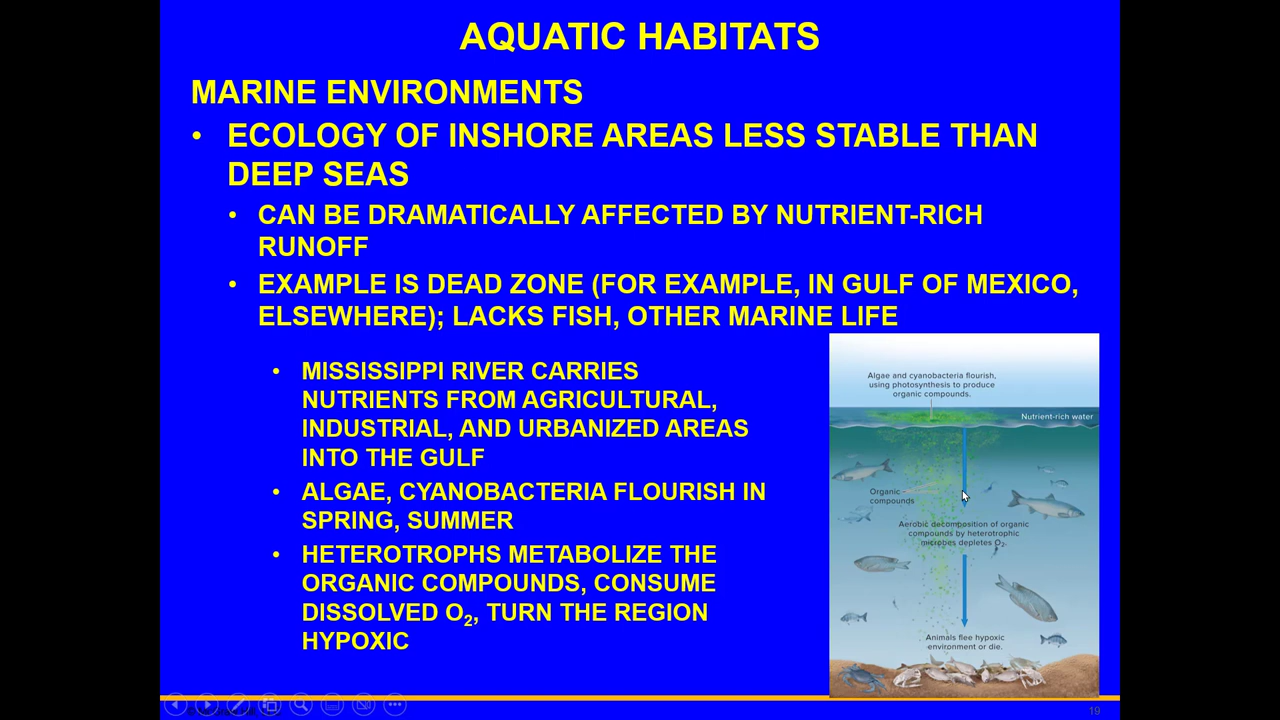 AQUATIC HABITATS
MARINE ENVIRONMENTS
• ECOLOGY OF INSHORE AREAS LESS STABLE THAN
DEEP SEAS
• CAN BE DRAMATICALLY AFFECTED BY NUTRIENT-RICH
RUNOFF
• EXAMPLE IS DEAD ZONE (FOR EXAMPLE, IN GULF OF MEXICO,
ELSEWHERE); LACKS FISH, OTHER MARINE LIFE
• MISSISSIPPI RIVER CARRIES
NUTRIENTS FROM AGRICULTURAL,
INDUSTRIAL, AND URBANIZED AREAS
INTO THE GULF
• ALGAE, CYANOBACTERIA FLOURISH IN
SPRING, SUMMER
• HETEROTROPHS METABOLIZE THE
ORGANIC COMPOUNDS, CONSUME
DISSOLVED O₂, TURN THE REGION
HYPOXIC
Algae and cyanobacteria flourish,
using photosynthesis to produce
organic compounds.
Nutrient-rich water
Organic
compounds
Aerobic decomposition of organic
compounds by heterotrophic
microbes depletes O₂.
Animals flee hypoxic
environment or die.
19